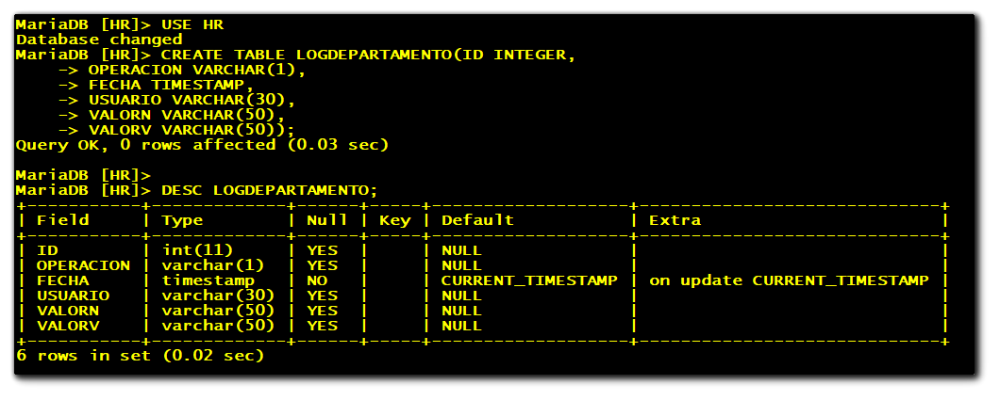 MariaDB [HR]> USE HR
Database changed
MariaDB [HR]> CREATE TABLE LOGDEPARTAMENTO(ID INTEGER,
    -> OPERACION VARCHAR(1),
    -> FECHA TIMESTAMP,
    -> USUARIO VARCHAR(30),
    -> VALORN VARCHAR(50),
    -> VALORV VARCHAR(50));
Query OK, 0 rows affected (0.03 sec)

MariaDB [HR]>
MariaDB [HR]> DESC LOGDEPARTAMENTO;
+-----------+-------------+------+-----+-------------------+-----------------------------+
| Field     | Type        | Null | Key | Default           | Extra                       |
+-----------+-------------+------+-----+-------------------+-----------------------------+
| ID        | int(11)     | YES  |     | NULL              |                             |
| OPERACION | varchar(1)  | YES  |     | NULL              |                             |
| FECHA     | timestamp   | NO   |     | CURRENT_TIMESTAMP | on update CURRENT_TIMESTAMP |
| USUARIO   | varchar(30) | YES  |     | NULL              |                             |
| VALORN    | varchar(50) | YES  |     | NULL              |                             |
| VALORV    | varchar(50) | YES  |     | NULL              |                             |
+-----------+-------------+------+-----+-------------------+-----------------------------+
6 rows in set (0.02 sec)